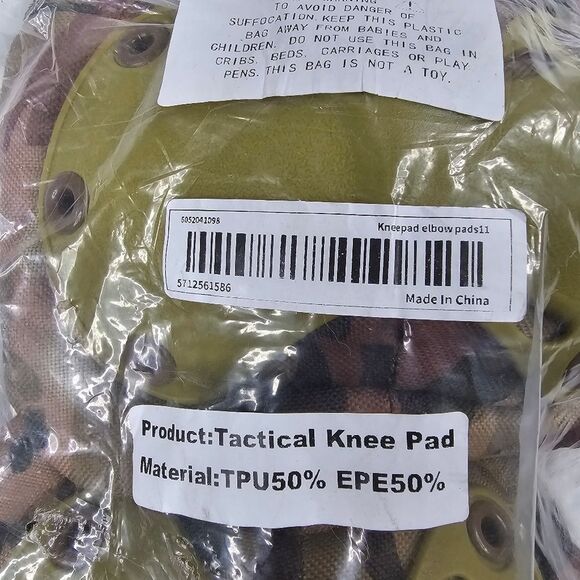 WARNING
TO AVOID DANGER OF
SUFFOCATION. KEEP THIS PLASTIC
BAG AWAY FROM BABIES AND
CHILDREN. DO NOT USE THIS BAG IN
CRIBS. BEDS. CARRIAGES OR PLAY
PENS. THIS BAG IS NOT A TOY.
6052041098 Kneepad elbow pads11
5712561586 Made In China
Product:Tactical Knee Pad
Material:TPU50% EPE50%